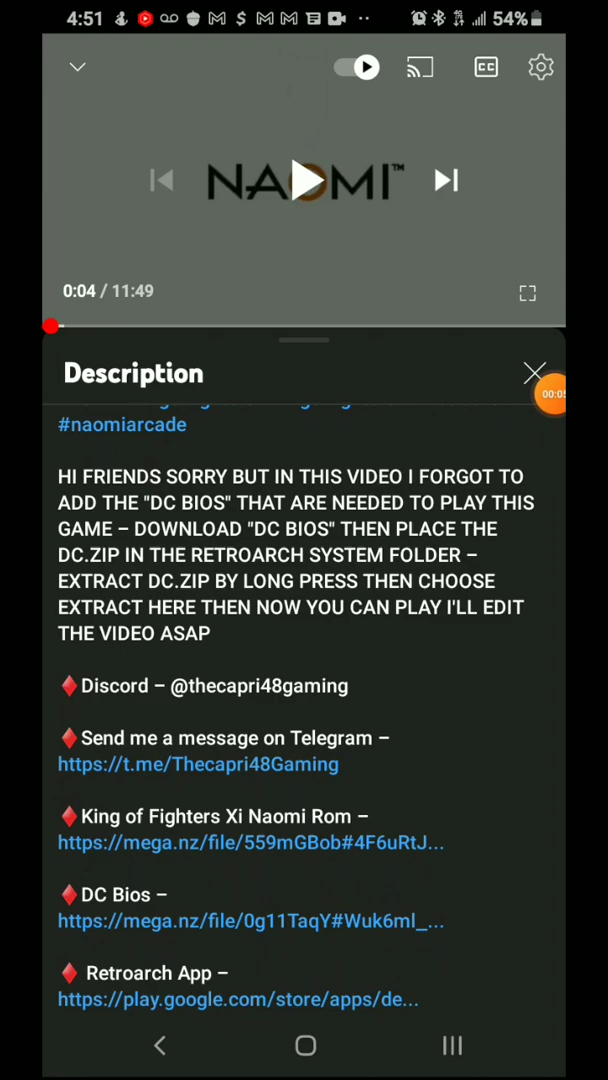 4:51
54%
NAOMI™
0:04 / 11:49
Description
00:05
#naomiarcade
HI FRIENDS SORRY BUT IN THIS VIDEO I FORGOT TO
ADD THE "DC BIOS" THAT ARE NEEDED TO PLAY THIS
GAME – DOWNLOAD "DC BIOS" THEN PLACE THE
DC.ZIP IN THE RETROARCH SYSTEM FOLDER –
EXTRACT DC.ZIP BY LONG PRESS THEN CHOOSE
EXTRACT HERE THEN NOW YOU CAN PLAY I'LL EDIT
THE VIDEO ASAP
Discord – @thecapri48gaming
Send me a message on Telegram –
https://t.me/Thecapri48Gaming
King of Fighters Xi Naomi Rom –
https://mega.nz/file/559mGBob#4F6uRtJ...
DC Bios –
https://mega.nz/file/0g11TaqY#Wuk6ml_...
Retroarch App –
https://play.google.com/store/apps/de...